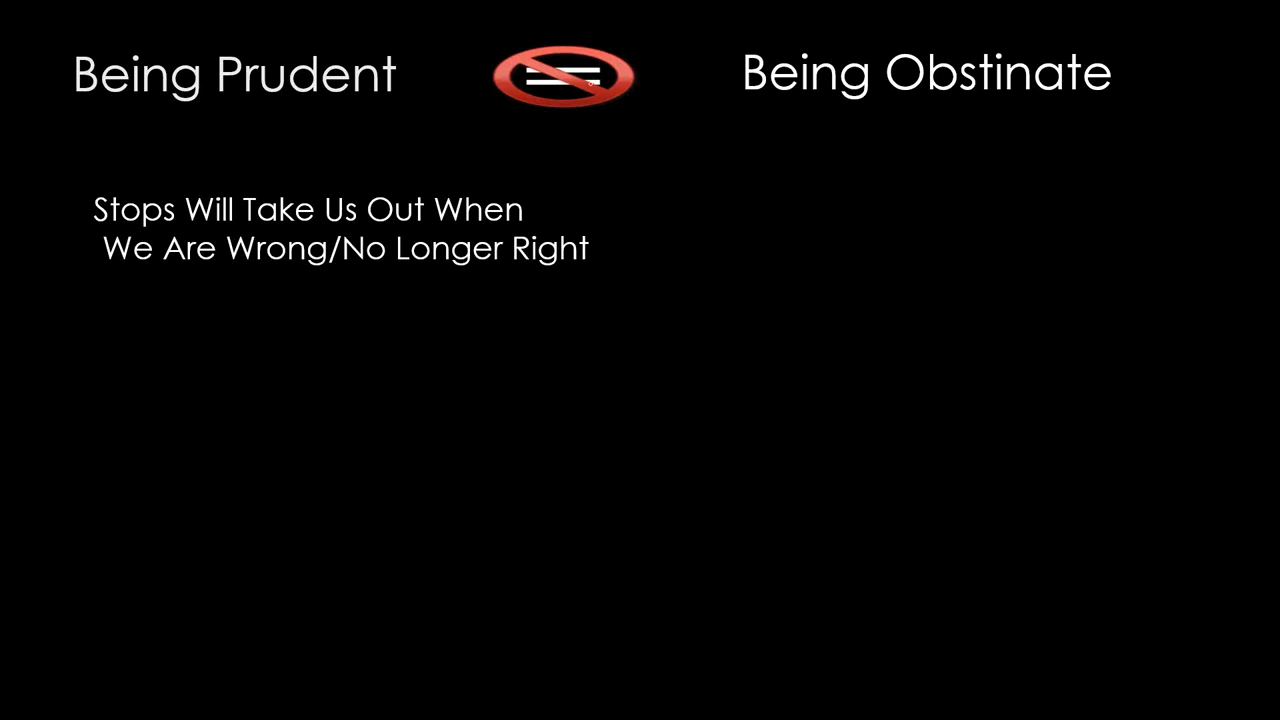 Being Prudent
Being Obstinate
Stops Will Take Us Out When
We Are Wrong/No Longer Right